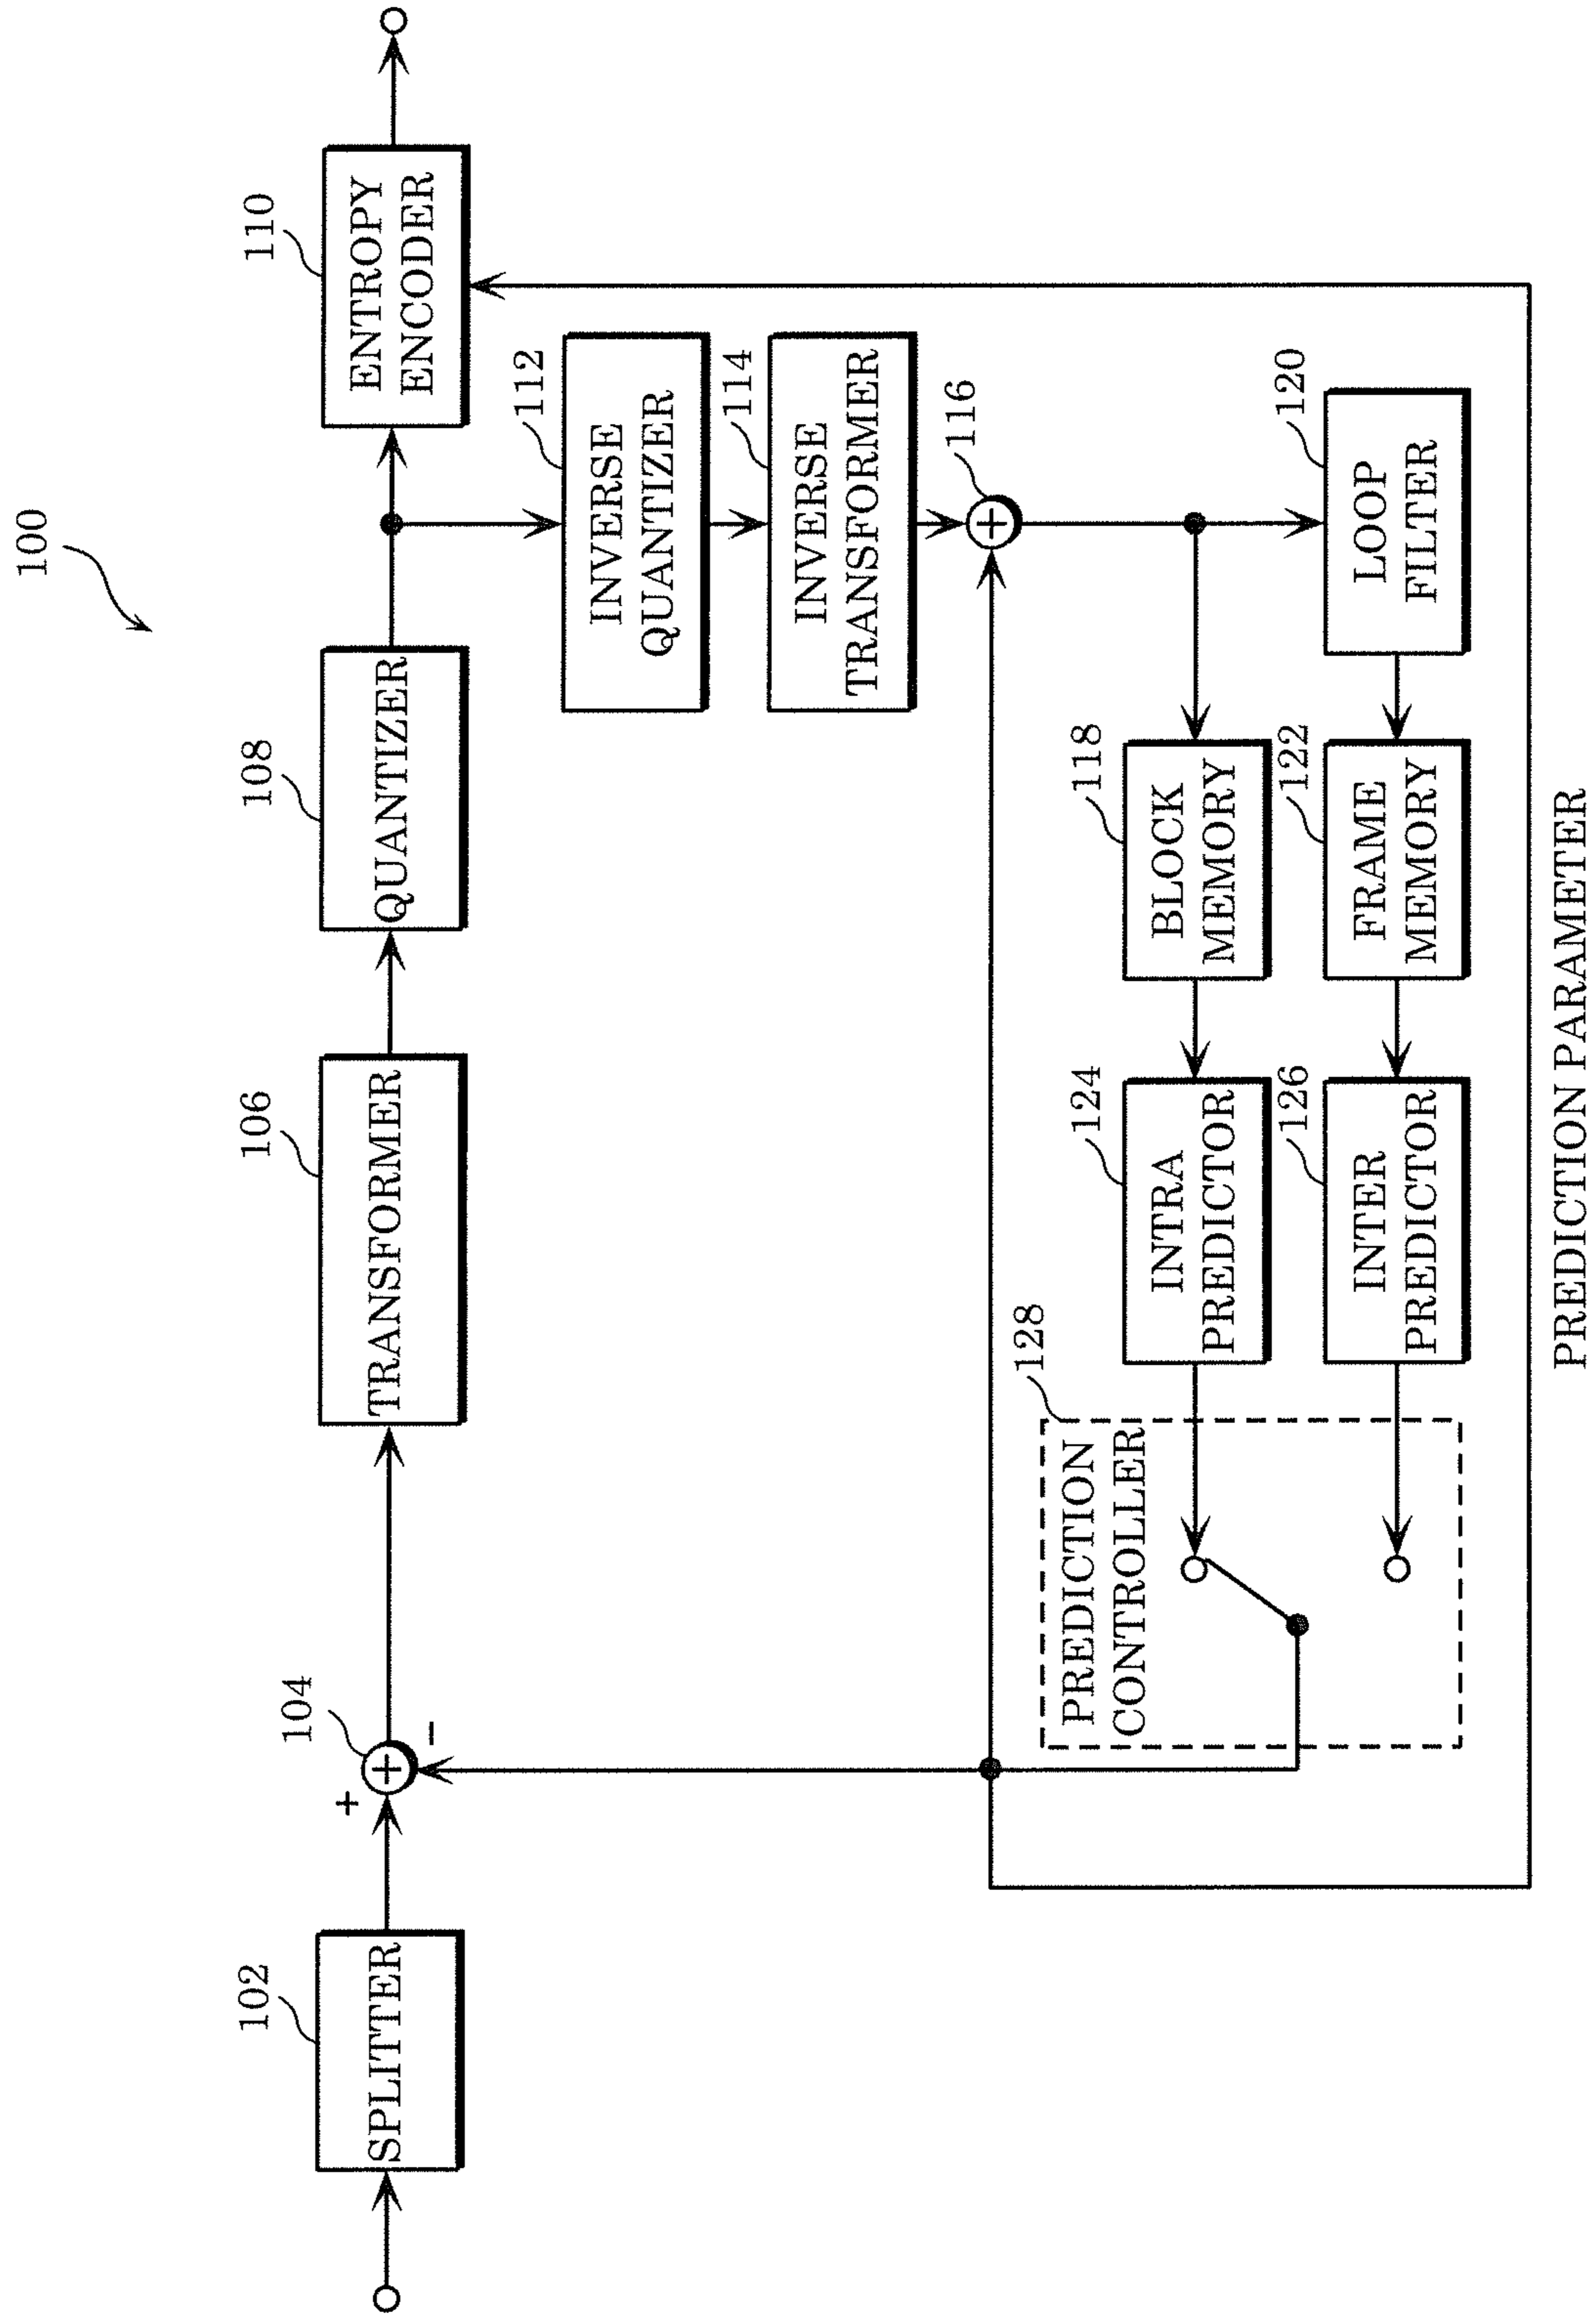 100
102
SPLITTER
104
+
−
106
TRANSFORMER
108
QUANTIZER
110
ENTROPY
ENCODER
112
INVERSE
QUANTIZER
114
INVERSE
TRANSFORMER
116
128
PREDICTION
CONTROLLER
124
INTRA
PREDICTOR
118
BLOCK
MEMORY
120
LOOP
FILTER
126
INTER
PREDICTOR
122
FRAME
MEMORY
PREDICTION PARAMETER